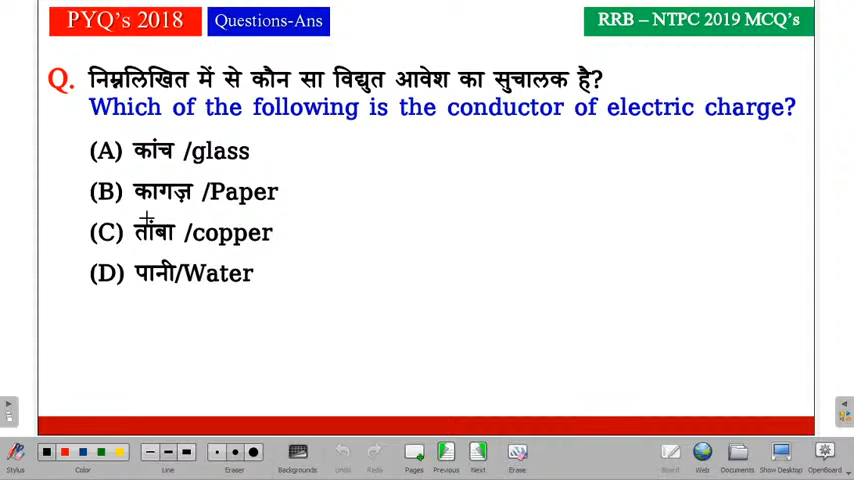 PYQ's 2018
Questions-Ans
RRB – NTPC 2019 MCQ's
Q. निम्नलिखित में से कौन सा विद्युत आवेश का सुचालक है?
Which of the following is the conductor of electric charge?
(A) कांच /glass
(B) कागज़ /Paper
(C) तांबा /copper
(D) पानी/Water
Stylus
Color
Line
Eraser
Backgrounds
Undo
Redo
Pages
Previous
Next
Erase
Board
Web
Documents
Show Desktop
OpenBoard